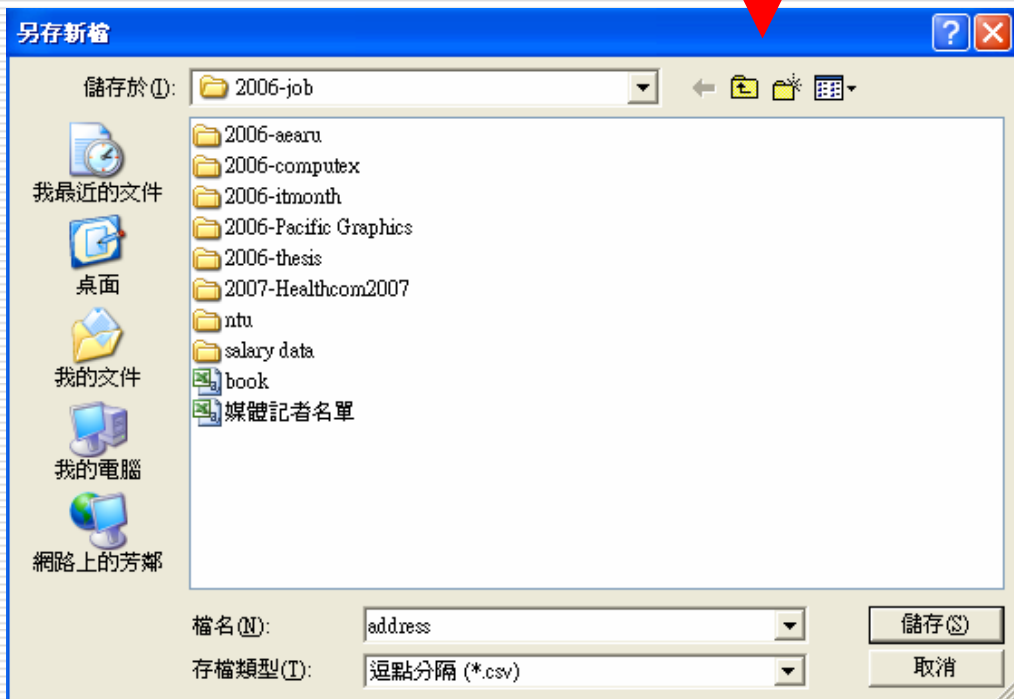 另存新檔
儲存於(I): 2006-job
我最近的文件
桌面
我的文件
我的電腦
網路上的芳鄰
2006-aearu
2006-computex
2006-itmonth
2006-Pacific Graphics
2006-thesis
2007-Healthcom2007
ntu
salary data
book
媒體記者名單
檔名(N): address 儲存(S)
存檔類型(T): 逗點分隔 (*.csv) 取消